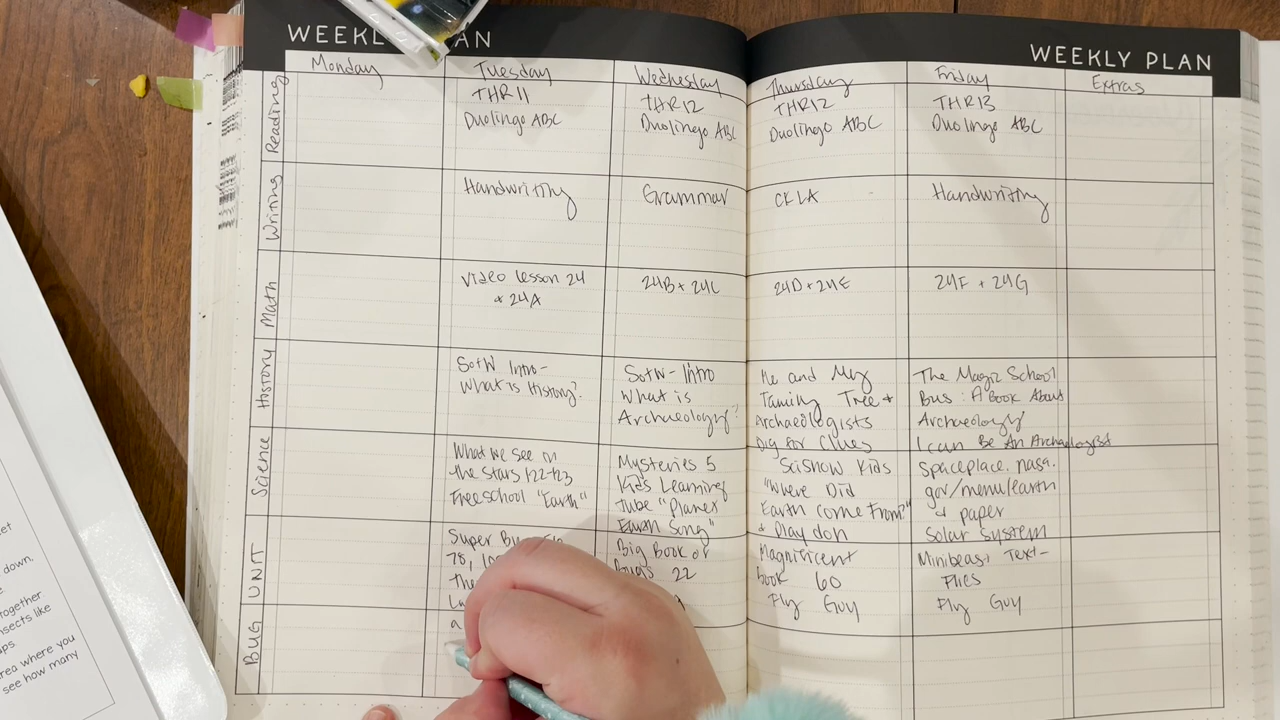 WEEKLY PLAN
WEEKLY PLAN
Monday Tuesday Wednesday Thursday Friday Extras
Reading
THR 11
Duolingo ABC
THR12
Duolingo ABC
THR12
Duolingo ABC
THR13
Duolingo ABC
Writing
Handwriting
Grammar
CKLA
Handwriting
Math
Video lesson 24
+ 24A
24B + 24C
24D + 24E
24F + 24G
History
SotW Intro-
What is History?
SotW - Intro
What is
Archaeology?
Me and My
Family Tree +
Archaeologists
Dig for Clues
The Magic School
Bus: A Book About
Archaeology
I can Be An Archaeologist
Science
What we see in
the stars 122-123
Freeschool "Earth"
Mysteries 5
Kids Learning
Tube "Planet
Earth Song"
SciShow Kids
"Where Did
Earth come From?"
+ Play doh
Spaceplace.nasa.
gov/menu/earth
+ paper
Solar System
BUG UNIT
Super Bug
78,
the
a
Big Book of
Bugs 22
Magnificent
book 60
Fly Guy
Minibeast Text-
Flies
Fly Guy
down,
together
insects like
area where you
see how many